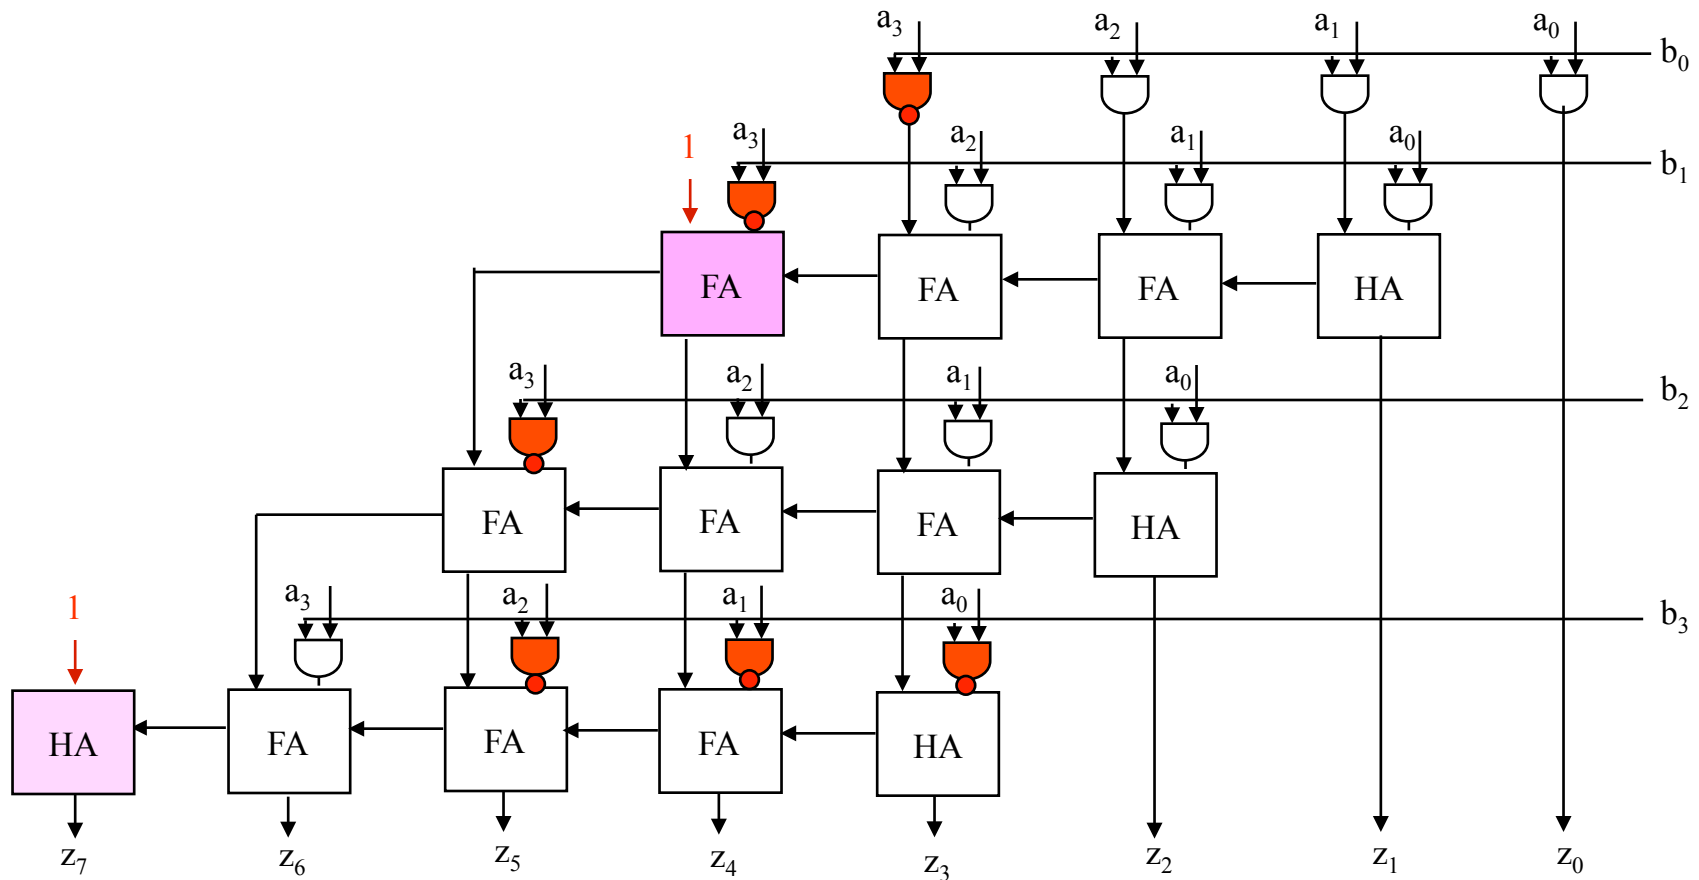 a₃ a₂ a₁ a₀
b₀
1 a₃ a₂ a₁ a₀
b₁
FA FA FA HA
a₃ a₂ a₁ a₀
b₂
FA FA FA HA
1 a₃ a₂ a₁ a₀
b₃
HA FA FA FA HA
z₇ z₆ z₅ z₄ z₃ z₂ z₁ z₀